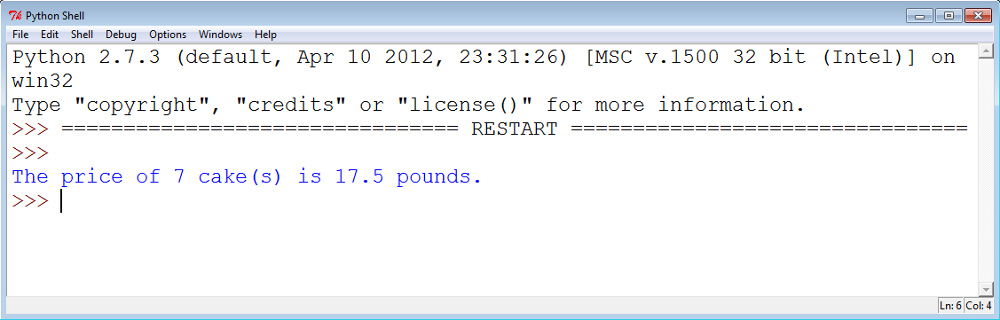 Python Shell
File Edit Shell Debug Options Windows Help
Python 2.7.3 (default, Apr 10 2012, 23:31:26) [MSC v.1500 32 bit (Intel)] on
win32
Type "copyright", "credits" or "license()" for more information.
>>> ================================ RESTART ================================
>>>
The price of 7 cake(s) is 17.5 pounds.
>>>
Ln: 6 Col: 4